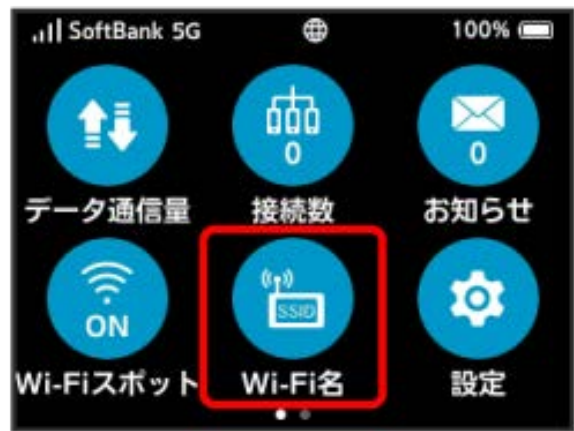 SoftBank 5G 100%
0 0
データ通信量 接続数 お知らせ
ON SSID
Wi-Fiスポット Wi-Fi名 設定